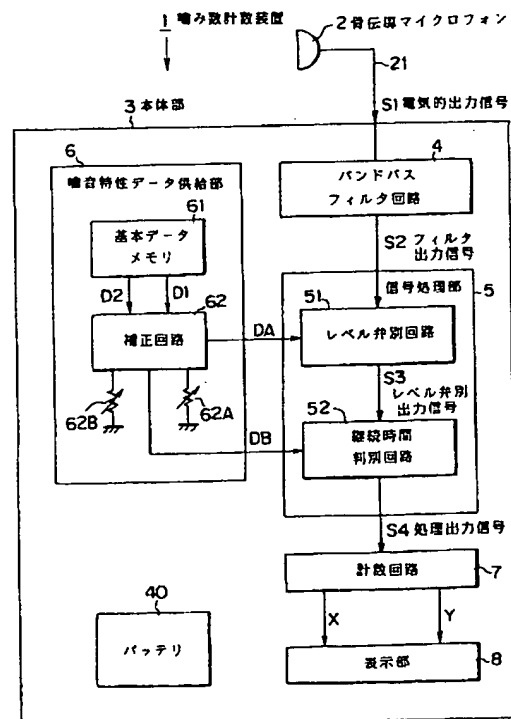 1 噛み数計数装置
2 骨伝導マイクロフォン
21
S1 電気的出力信号
3 本体部
6
噛音特性データ供給部
61
基本データ
メモリ
D2
D1
62
補正回路
62B
62A
DA
DB
4
バンドパス
フィルタ回路
S2 フィルタ
出力信号
信号処理部
5
51
レベル弁別回路
S3
レベル弁別
出力信号
52
継続時間
判別回路
S4 処理出力信号
計数回路
7
X
Y
表示部
8
40
バッテリ